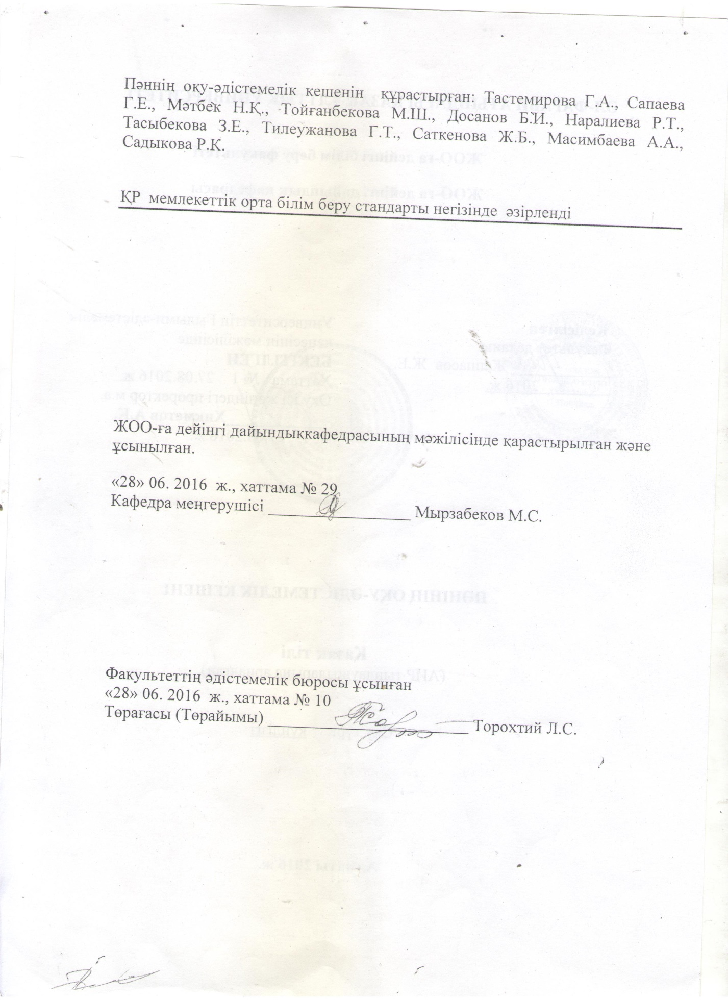 Пәннің оқу-әдістемелік кешенін құрастырған: Тастемирова Г.А., Сапаева
Г.Е., Мәтбек Н.Қ., Тойғанбекова М.Ш., Досанов Б.И., Наралиева Р.Т.,
Тасыбекова З.Е., Тилеужанова Г.Т., Саткенова Ж.Б., Масимбаева А.А.,
Садыкова Р.К.
ҚР мемлекеттік орта білім беру стандарты негізінде әзірленді
ЖОО-ға дейінгі дайындыққафедрасының мәжілісінде қарастырылған және
ұсынылған.
«28» 06. 2016 ж., хаттама № 29
Кафедра меңгерушісі _________________ Мырзабеков М.С.
Факультеттің әдістемелік бюросы ұсынған
«28» 06. 2016 ж., хаттама № 10
Төрағасы (Төрайымы) ________________________ Торохтий Л.С.